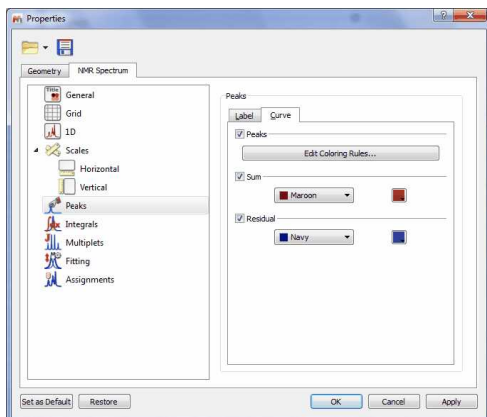 Properties
Geometry
NMR Spectrum
Title
General
Grid
1D
Scales
Horizontal
Vertical
Peaks
Integrals
Multiplets
Fitting
Assignments
Peaks
Label
Curve
Peaks
Edit Coloring Rules...
Sum
Maroon
Residual
Navy
Set as Default
Restore
OK
Cancel
Apply